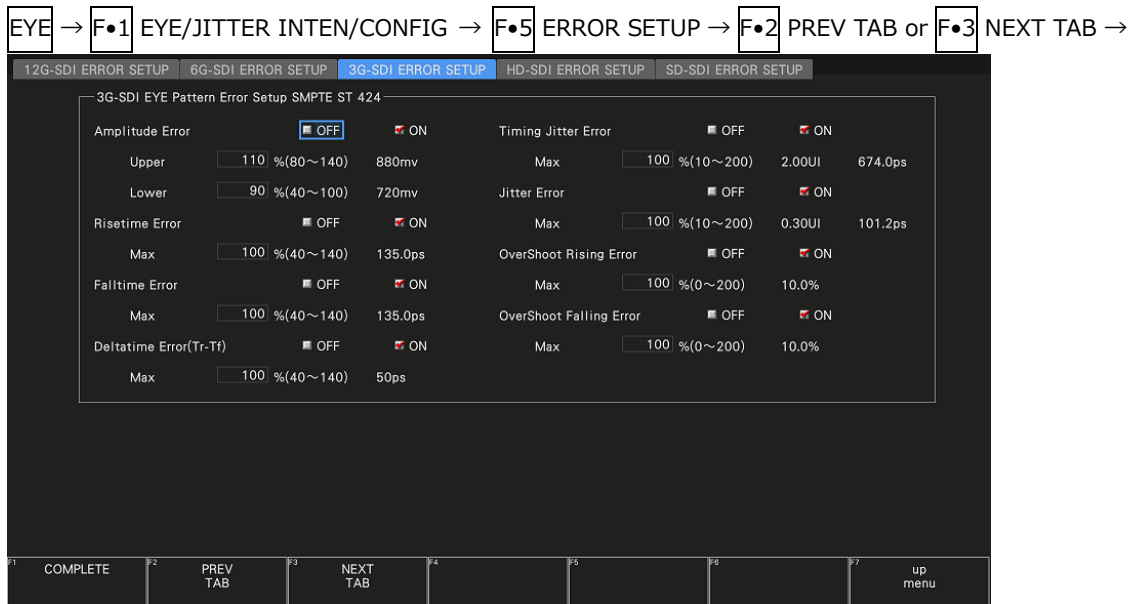 EYE → F•1 EYE/JITTER INTEN/CONFIG → F•5 ERROR SETUP → F•2 PREV TAB or F•3 NEXT TAB →
12G-SDI ERROR SETUP 6G-SDI ERROR SETUP 3G-SDI ERROR SETUP HD-SDI ERROR SETUP SD-SDI ERROR SETUP
3G-SDI EYE Pattern Error Setup SMPTE ST 424
Amplitude Error OFF ON
Upper 110 %(80～140) 880mv
Lower 90 %(40～100) 720mv
Risetime Error OFF ON
Max 100 %(40～140) 135.0ps
Falltime Error OFF ON
Max 100 %(40～140) 135.0ps
Deltatime Error(Tr-Tf) OFF ON
Max 100 %(40～140) 50ps
Timing Jitter Error OFF ON
Max 100 %(10～200) 2.00UI 674.0ps
Jitter Error OFF ON
Max 100 %(10～200) 0.30UI 101.2ps
OverShoot Rising Error OFF ON
Max 100 %(0～200) 10.0%
OverShoot Falling Error OFF ON
Max 100 %(0～200) 10.0%
F1 COMPLETE
F2 PREV
TAB
F3 NEXT
TAB
F4
F5
F6
F7 up
menu